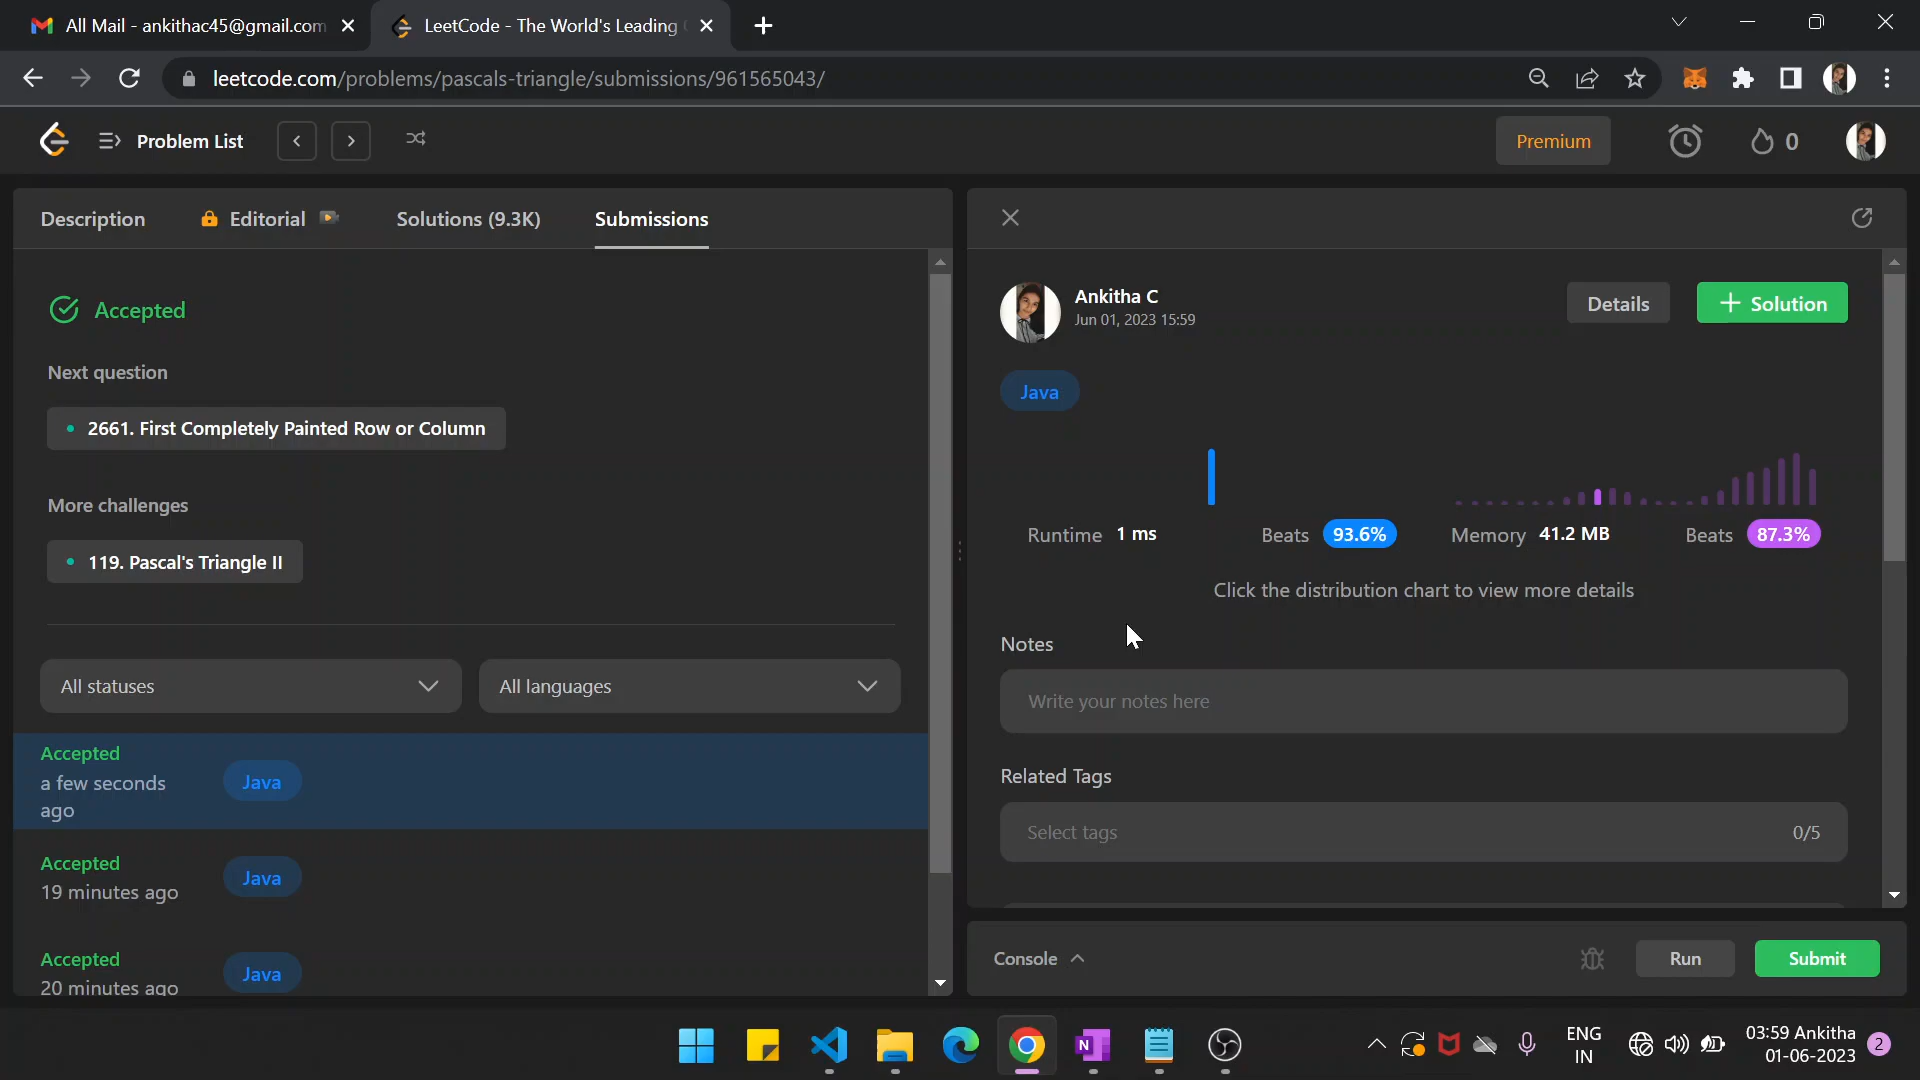 All Mail - ankithac45@gmail.com
LeetCode - The World's Leading
leetcode.com/problems/pascals-triangle/submissions/961565043/
Problem List
Premium
0
Description
Editorial
Solutions (9.3K)
Submissions
Accepted
Next question
2661. First Completely Painted Row or Column
More challenges
119. Pascal's Triangle II
All statuses
All languages
Accepted
a few seconds
ago
Java
Accepted
19 minutes ago
Java
Accepted
20 minutes ago
Java
Ankitha C
Jun 01, 2023 15:59
Details
+ Solution
Java
Runtime 1 ms
Beats 93.6%
Memory 41.2 MB
Beats 87.3%
Click the distribution chart to view more details
Notes
Write your notes here
Related Tags
Select tags
0/5
Console
Run
Submit
N
ENG
IN
03:59 Ankitha
01-06-2023
2